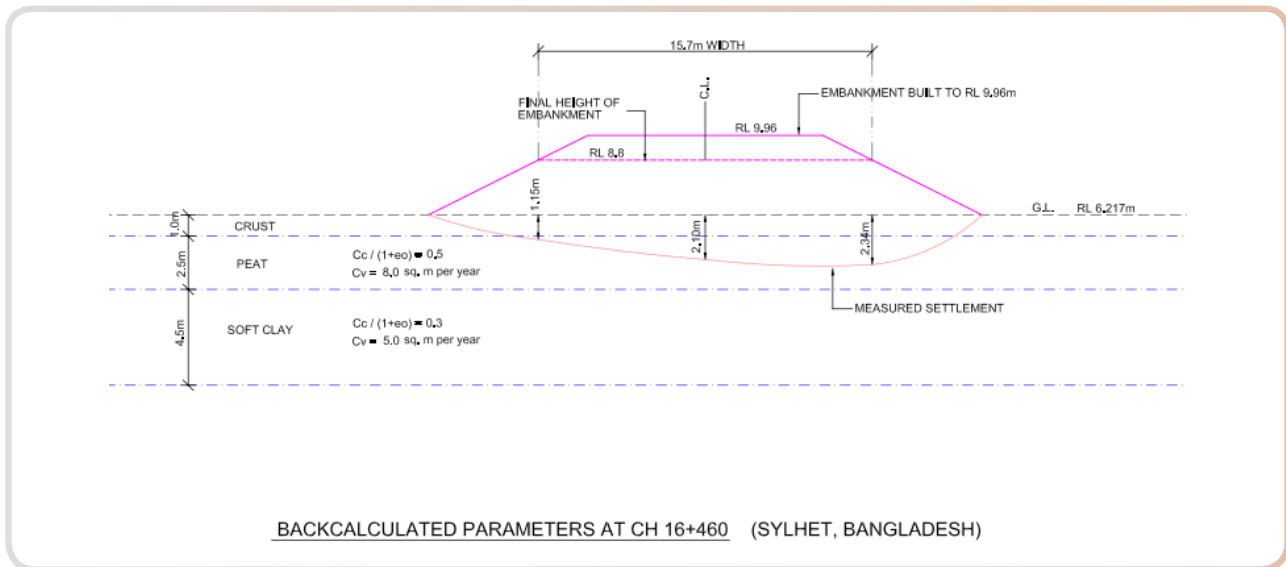 15.7m WIDTH
C.L.
FINAL HEIGHT OF
EMBANKMENT
EMBANKMENT BUILT TO RL 9.96m
RL 9.96
RL 8.8
1.15m
G.L. RL 6.217m
1.0m
CRUST
2.10m
2.34m
2.5m
PEAT
Cc / (1+eo) = 0.5
Cv = 8.0 sq. m per year
MEASURED SETTLEMENT
4.5m
SOFT CLAY
Cc / (1+eo) = 0.3
Cv = 5.0 sq. m per year
BACKCALCULATED PARAMETERS AT CH 16+460 (SYLHET, BANGLADESH)